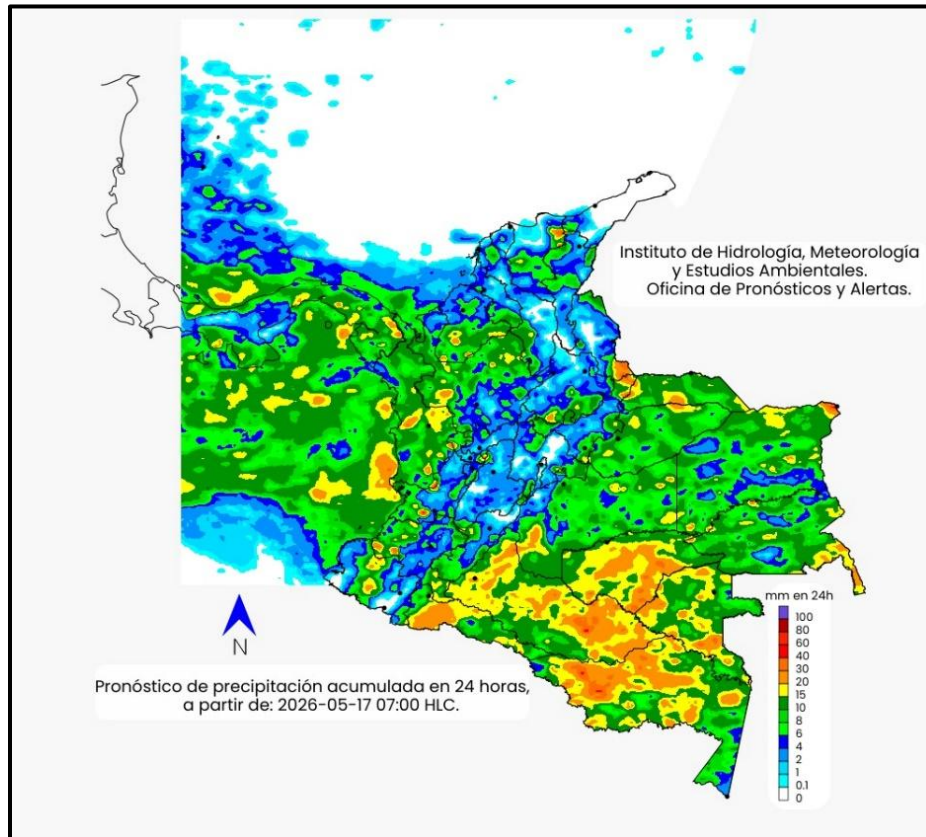 Instituto de Hidrología, Meteorología
y Estudios Ambientales.
Oficina de Pronósticos y Alertas.
mm en 24h
100
80
60
40
30
20
15
10
8
6
4
2
1
0.1
0
N
Pronóstico de precipitación acumulada en 24 horas,
a partir de: 2026-05-17 07:00 HLC.